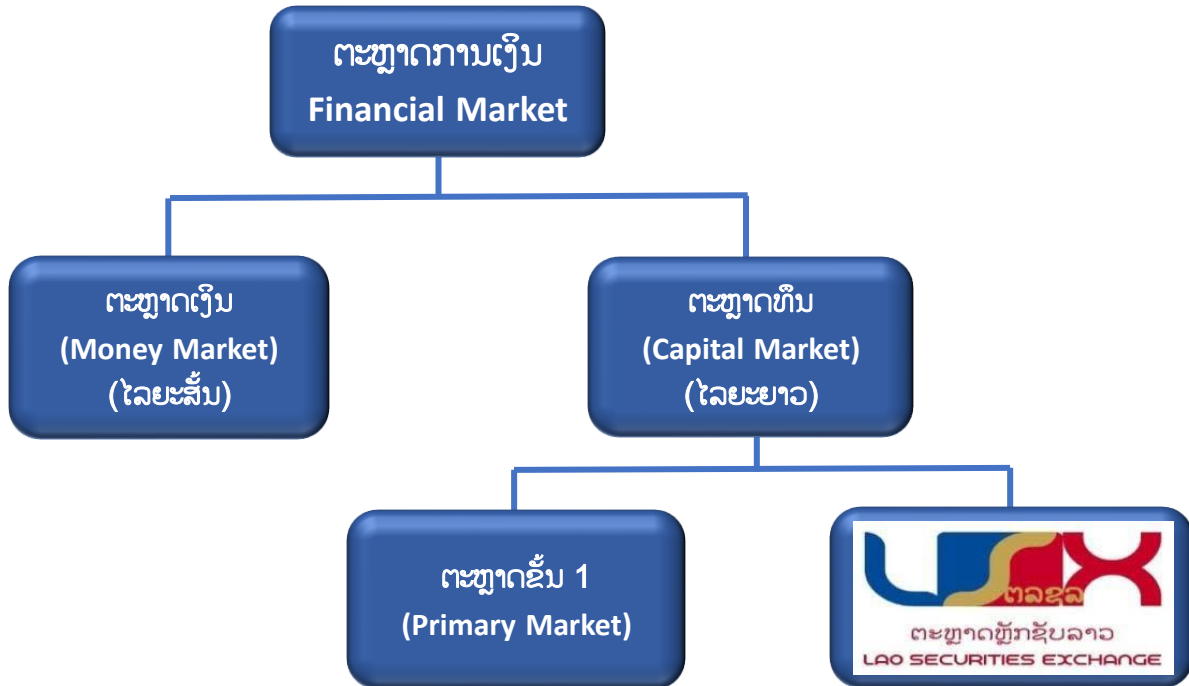 ຕະຫຼາດການເງິນ
Financial Market
ຕະຫຼາດເງິນ
(Money Market)
(ໄລຍະສັ້ນ)
ຕະຫຼາດທຶນ
(Capital Market)
(ໄລຍະຍາວ)
ຕະຫຼາດຂັ້ນ 1
(Primary Market)
LSX
ຕລຊລ
ຕະຫຼາດຫຼັກຊັບລາວ
LAO SECURITIES EXCHANGE